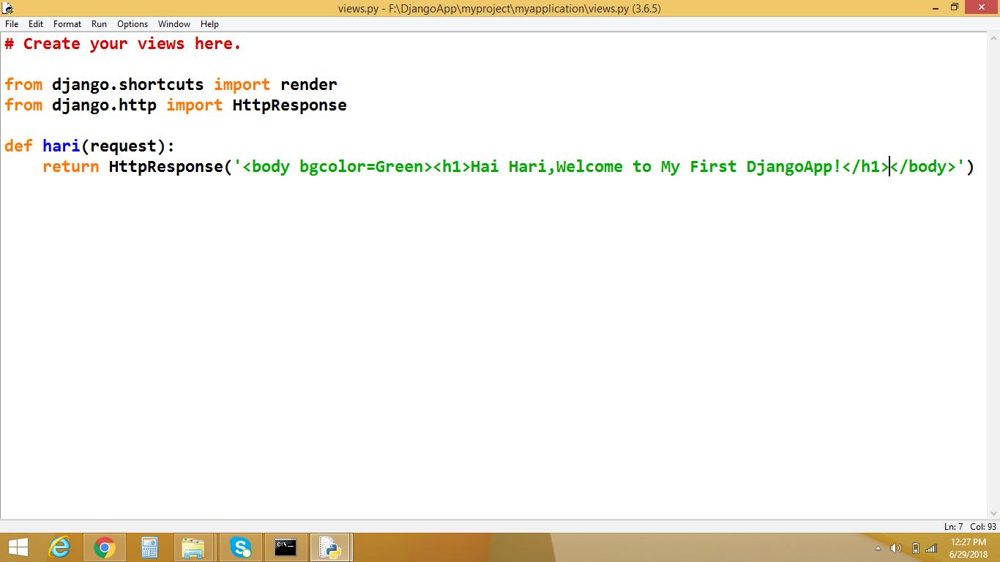 views.py - F:\DjangoApp\myproject\myapplication\views.py (3.6.5)
File Edit Format Run Options Window Help
# Create your views here.
from django.shortcuts import render
from django.http import HttpResponse
def hari(request):
    return HttpResponse('<body bgcolor=Green><h1>Hai Hari,Welcome to My First DjangoApp!</h1></body>')
Ln: 7 Col: 93
C:\_
12:27 PM
6/29/2018